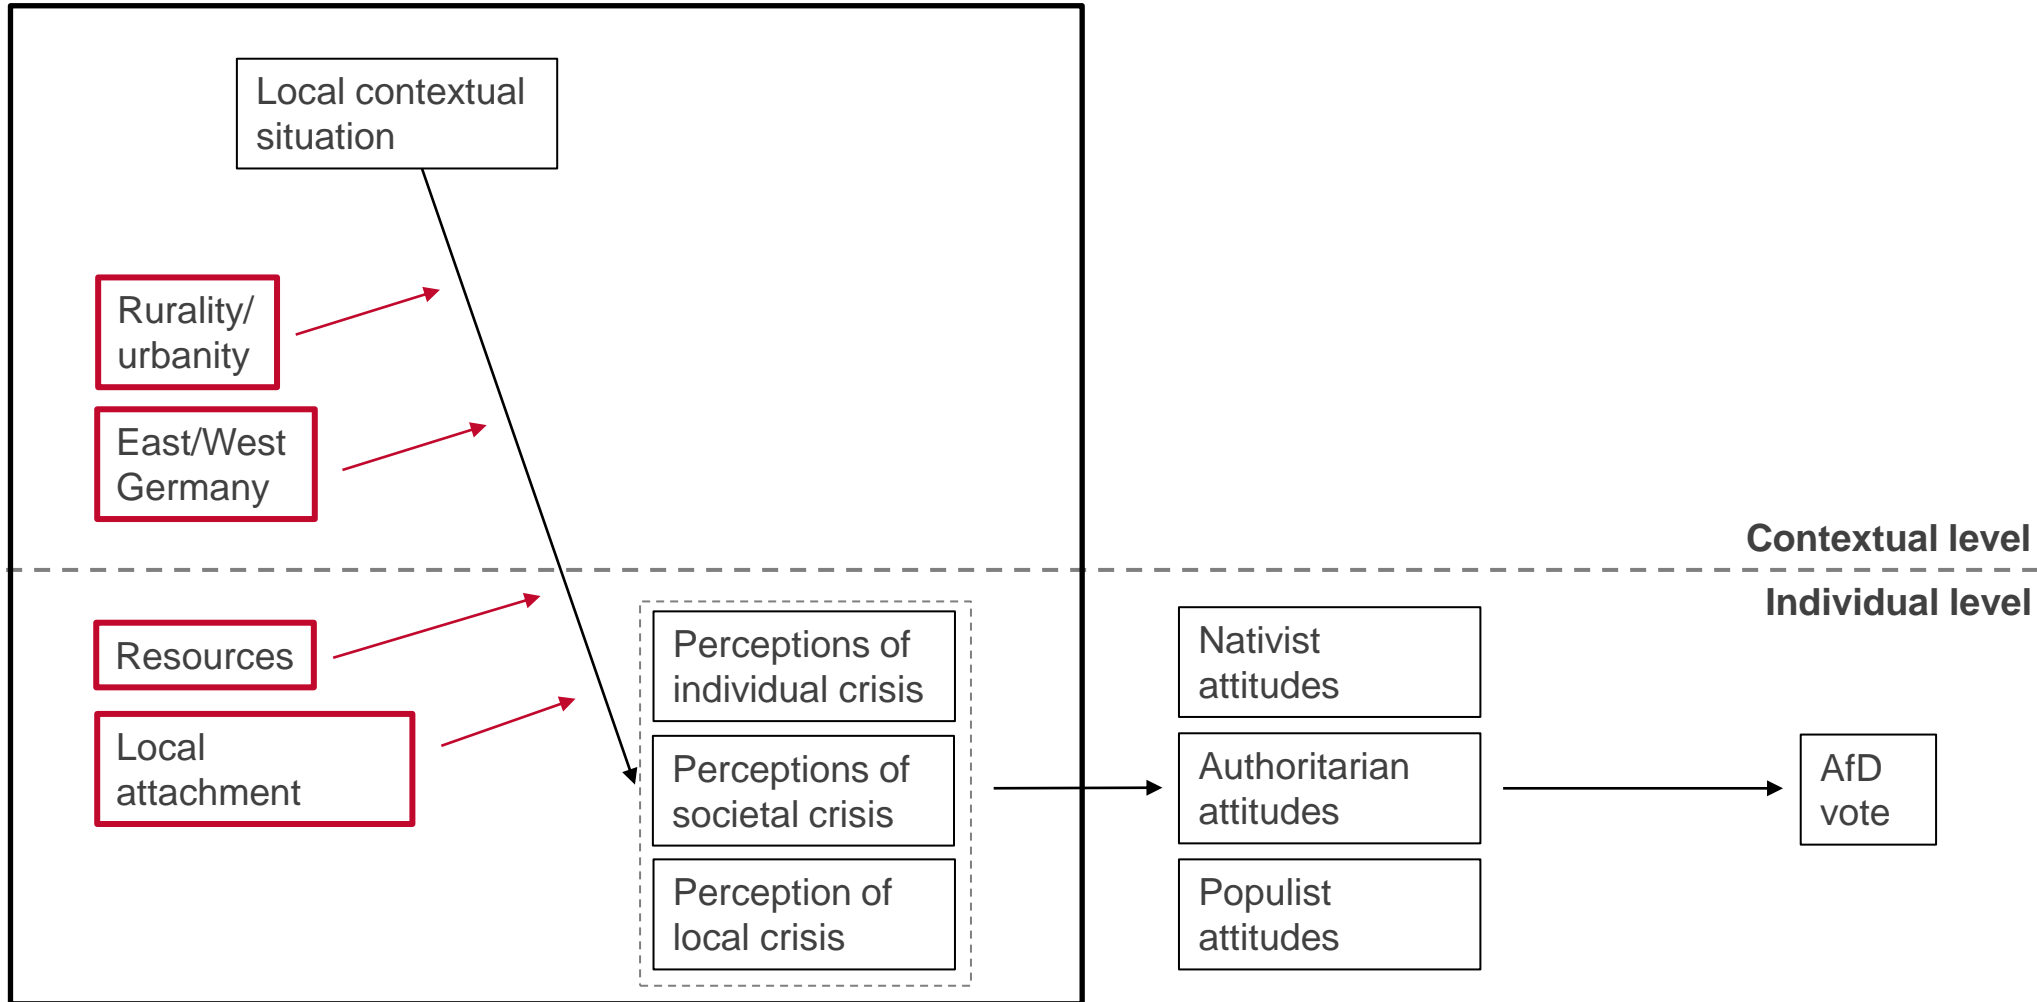 Local contextual
situation
Rurality/
urbanity
East/West
Germany
Contextual level
Individual level
Resources
Local
attachment
Perceptions of
individual crisis
Perceptions of
societal crisis
Perception of
local crisis
Nativist
attitudes
Authoritarian
attitudes
Populist
attitudes
AfD
vote